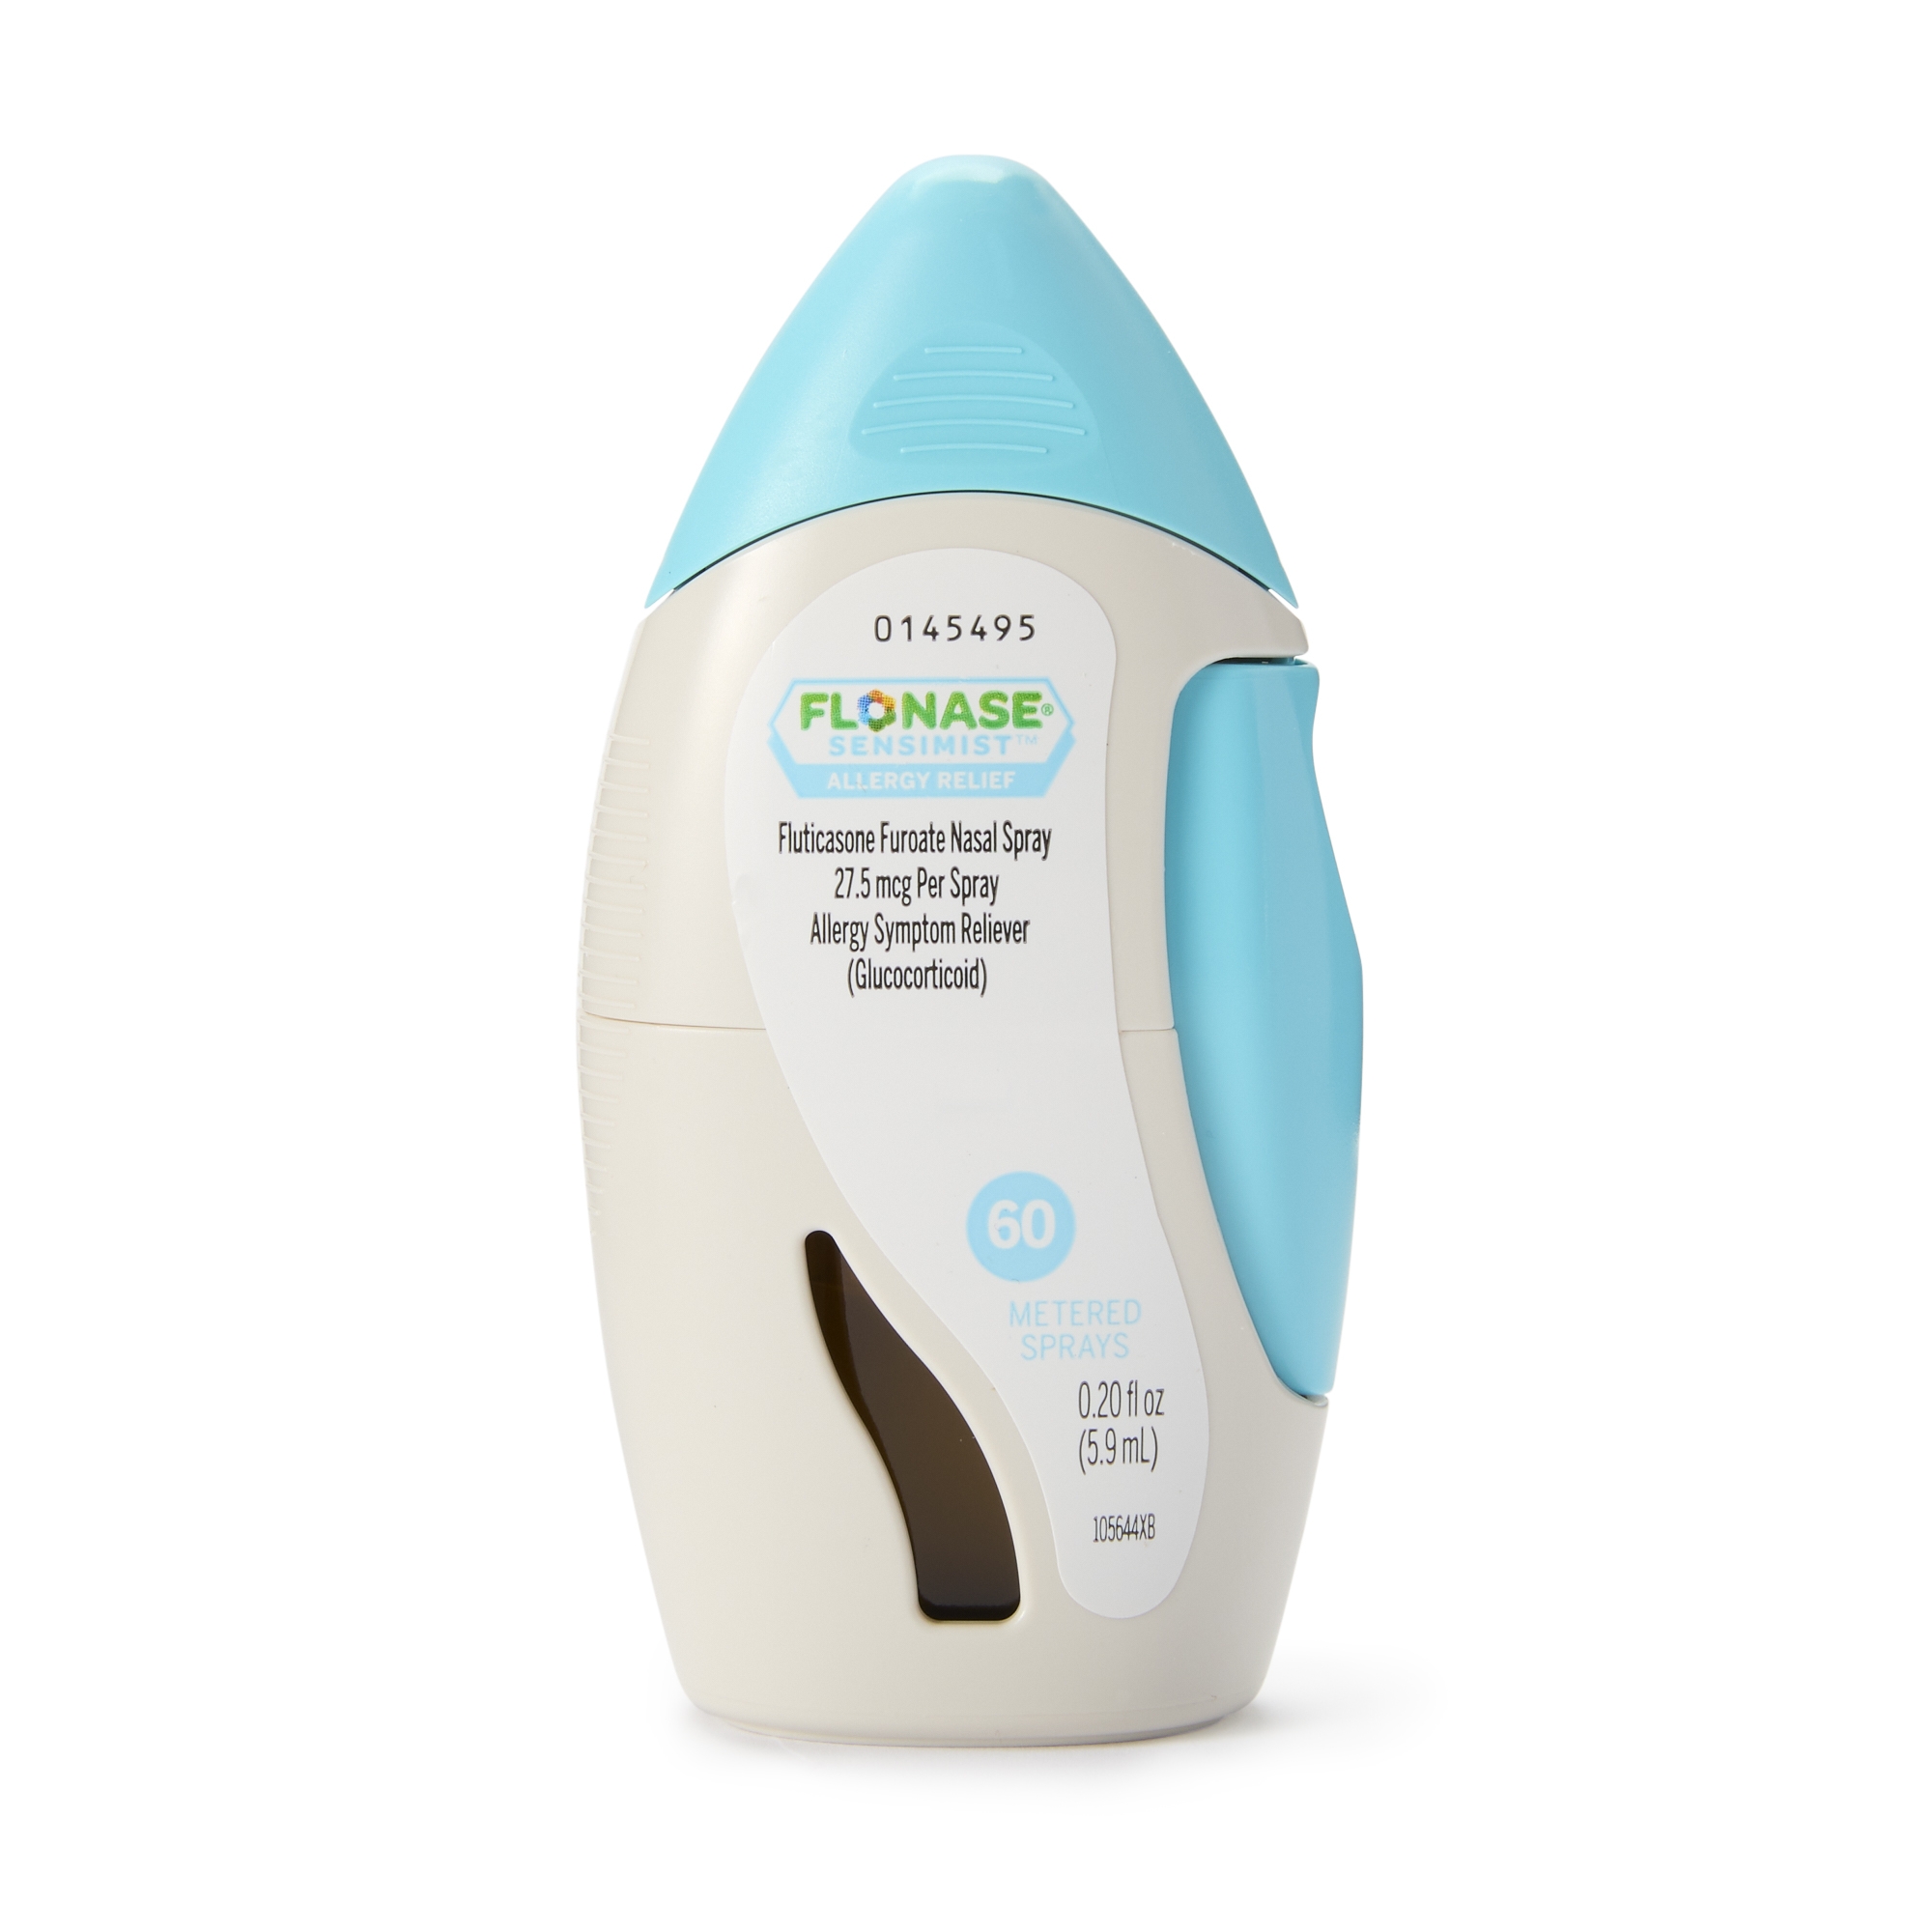 0145495
FLONASE®
SENSIMIST™
ALLERGY RELIEF
Fluticasone Furoate Nasal Spray
27.5 mcg Per Spray
Allergy Symptom Reliever
(Glucocorticoid)
60
METERED
SPRAYS
0.20 fl oz
(5.9 mL)
105644XB